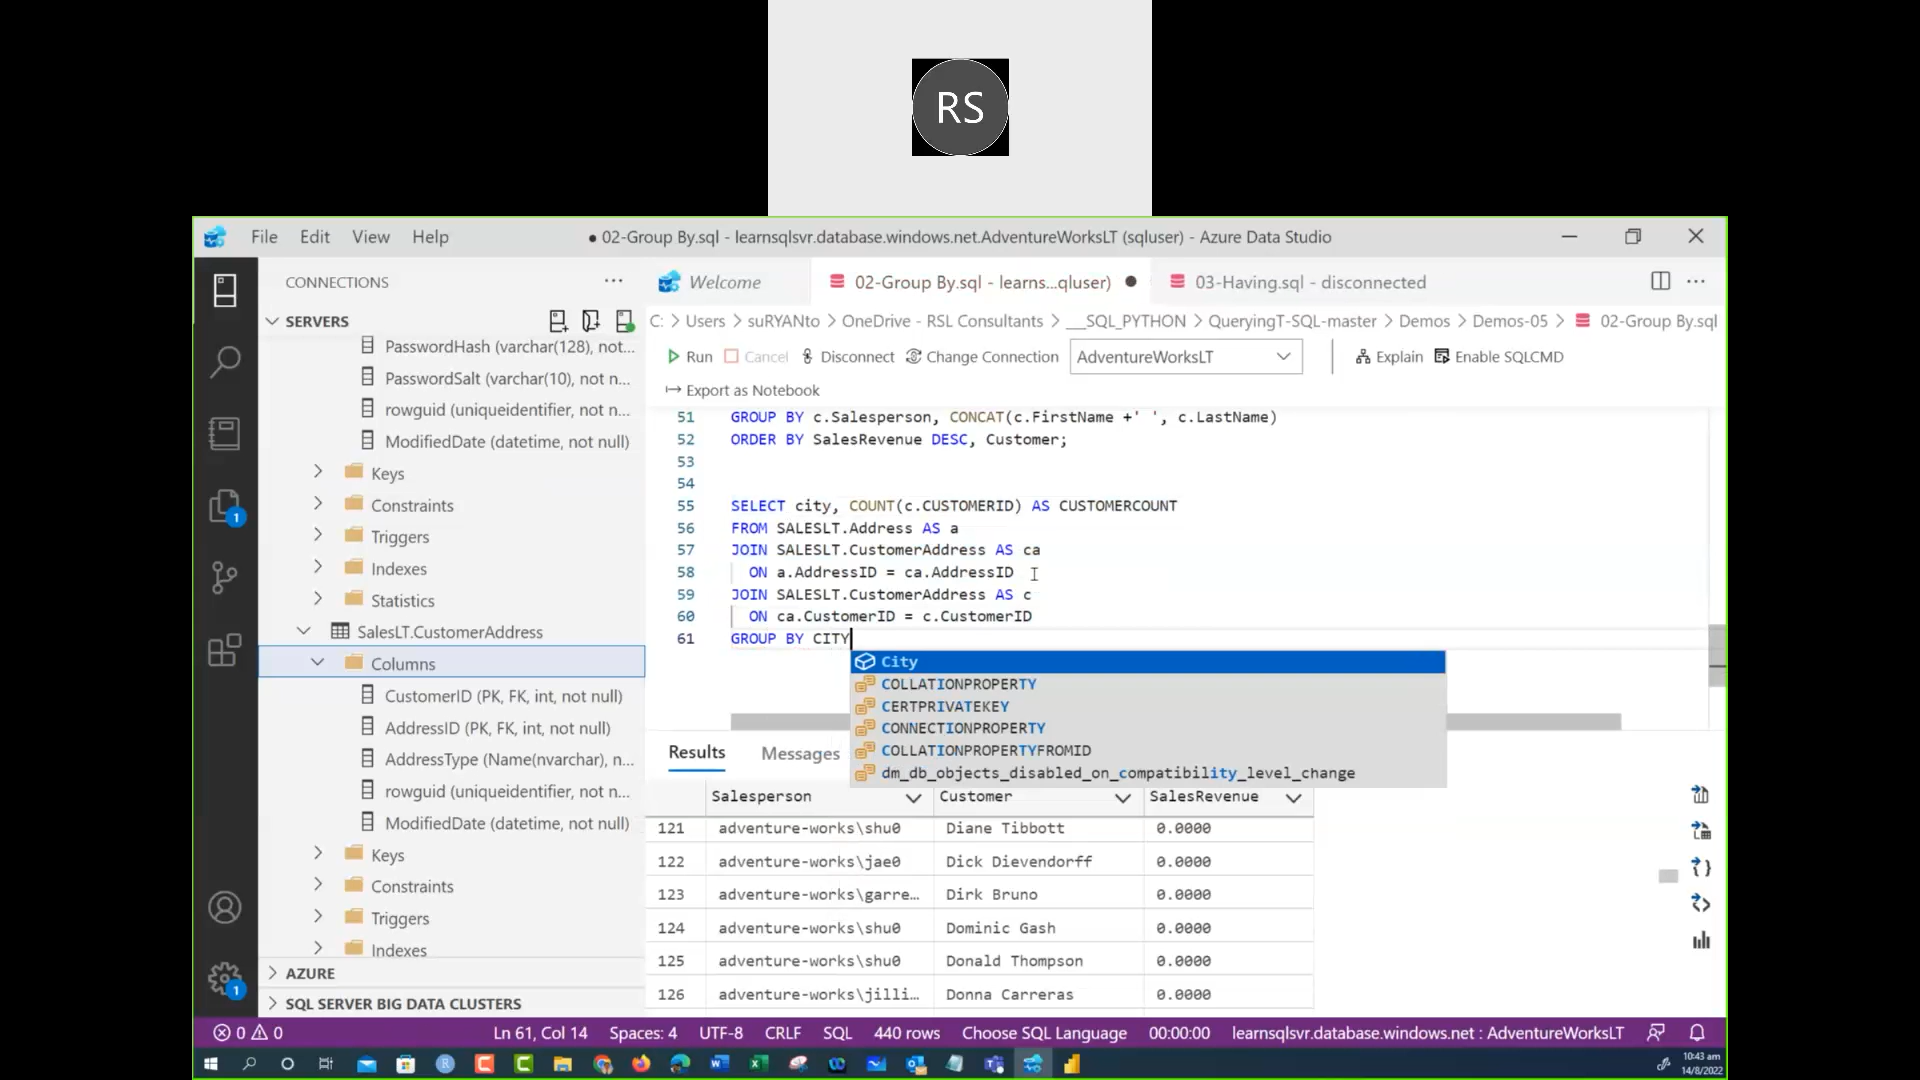 RS
File Edit View Help
● 02-Group By.sql - learnsqlsvr.database.windows.net.AdventureWorksLT (sqluser) - Azure Data Studio
CONNECTIONS
Welcome
02-Group By.sql - learns...qluser)
03-Having.sql - disconnected
SERVERS
C: > Users > suRYANto > OneDrive - RSL Consultants > __SQL_PYTHON > QueryingT-SQL-master > Demos > Demos-05 > 02-Group By.sql
Run Cancel Disconnect Change Connection AdventureWorksLT Explain Enable SQLCMD
Export as Notebook
PasswordHash (varchar(128), not...
PasswordSalt (varchar(10), not n...
rowguid (uniqueidentifier, not n...
ModifiedDate (datetime, not null)
Keys
Constraints
Triggers
Indexes
Statistics
SalesLT.CustomerAddress
Columns
CustomerID (PK, FK, int, not null)
AddressID (PK, FK, int, not null)
AddressType (Name(nvarchar), n...
rowguid (uniqueidentifier, not n...
ModifiedDate (datetime, not null)
Keys
Constraints
Triggers
Indexes
AZURE
SQL SERVER BIG DATA CLUSTERS
1
1
51 GROUP BY c.Salesperson, CONCAT(c.FirstName +' ', c.LastName)
52 ORDER BY SalesRevenue DESC, Customer;
53
54
55 SELECT city, COUNT(c.CUSTOMERID) AS CUSTOMERCOUNT
56 FROM SALESLT.Address AS a
57 JOIN SALESLT.CustomerAddress AS ca
58 ON a.AddressID = ca.AddressID
59 JOIN SALESLT.CustomerAddress AS c
60 ON ca.CustomerID = c.CustomerID
61 GROUP BY CITY
City
COLLATIONPROPERTY
CERTPRIVATEKEY
CONNECTIONPROPERTY
COLLATIONPROPERTYFROMID
dm_db_objects_disabled_on_compatibility_level_change
Results Messages
Salesperson Customer SalesRevenue
121 adventure-works\shu0 Diane Tibbott 0.0000
122 adventure-works\jae0 Dick Dievendorff 0.0000
123 adventure-works\garre... Dirk Bruno 0.0000
124 adventure-works\shu0 Dominic Gash 0.0000
125 adventure-works\shu0 Donald Thompson 0.0000
126 adventure-works\jilli... Donna Carreras 0.0000
0 0 Ln 61, Col 14 Spaces: 4 UTF-8 CRLF SQL 440 rows Choose SQL Language 00:00:00 learnsqlsvr.database.windows.net : AdventureWorksLT
10:43 am
14/8/2022